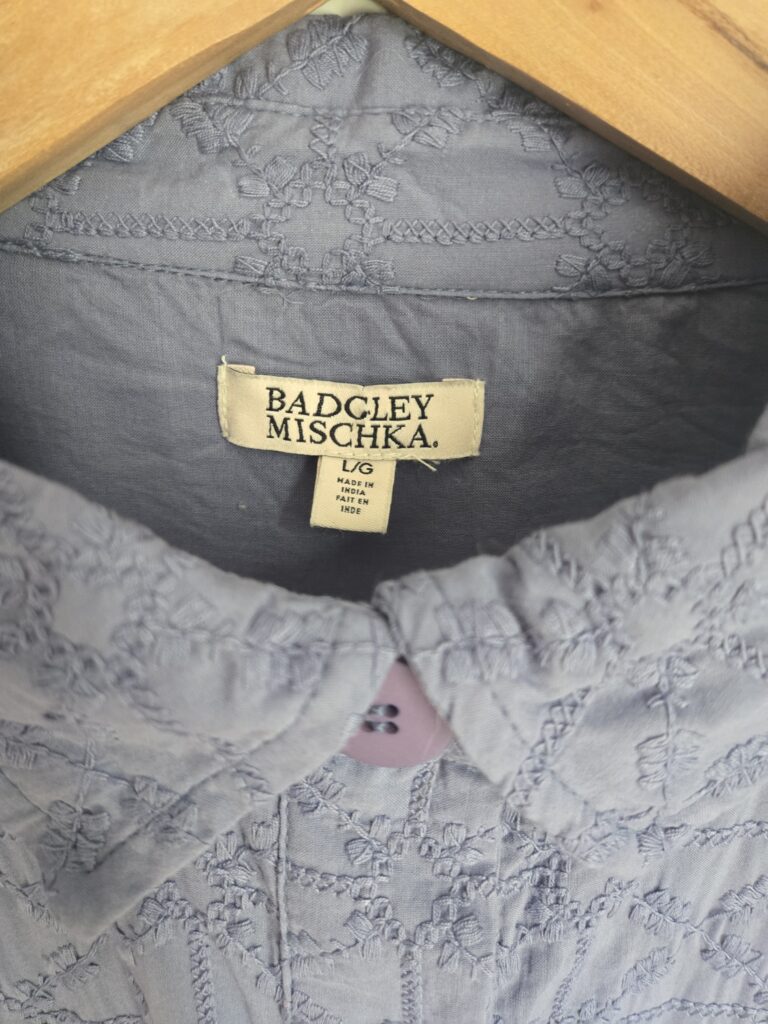 BADGLEY
MISCHKA.
L/G
MADE IN
INDIA
FAIT EN
INDE